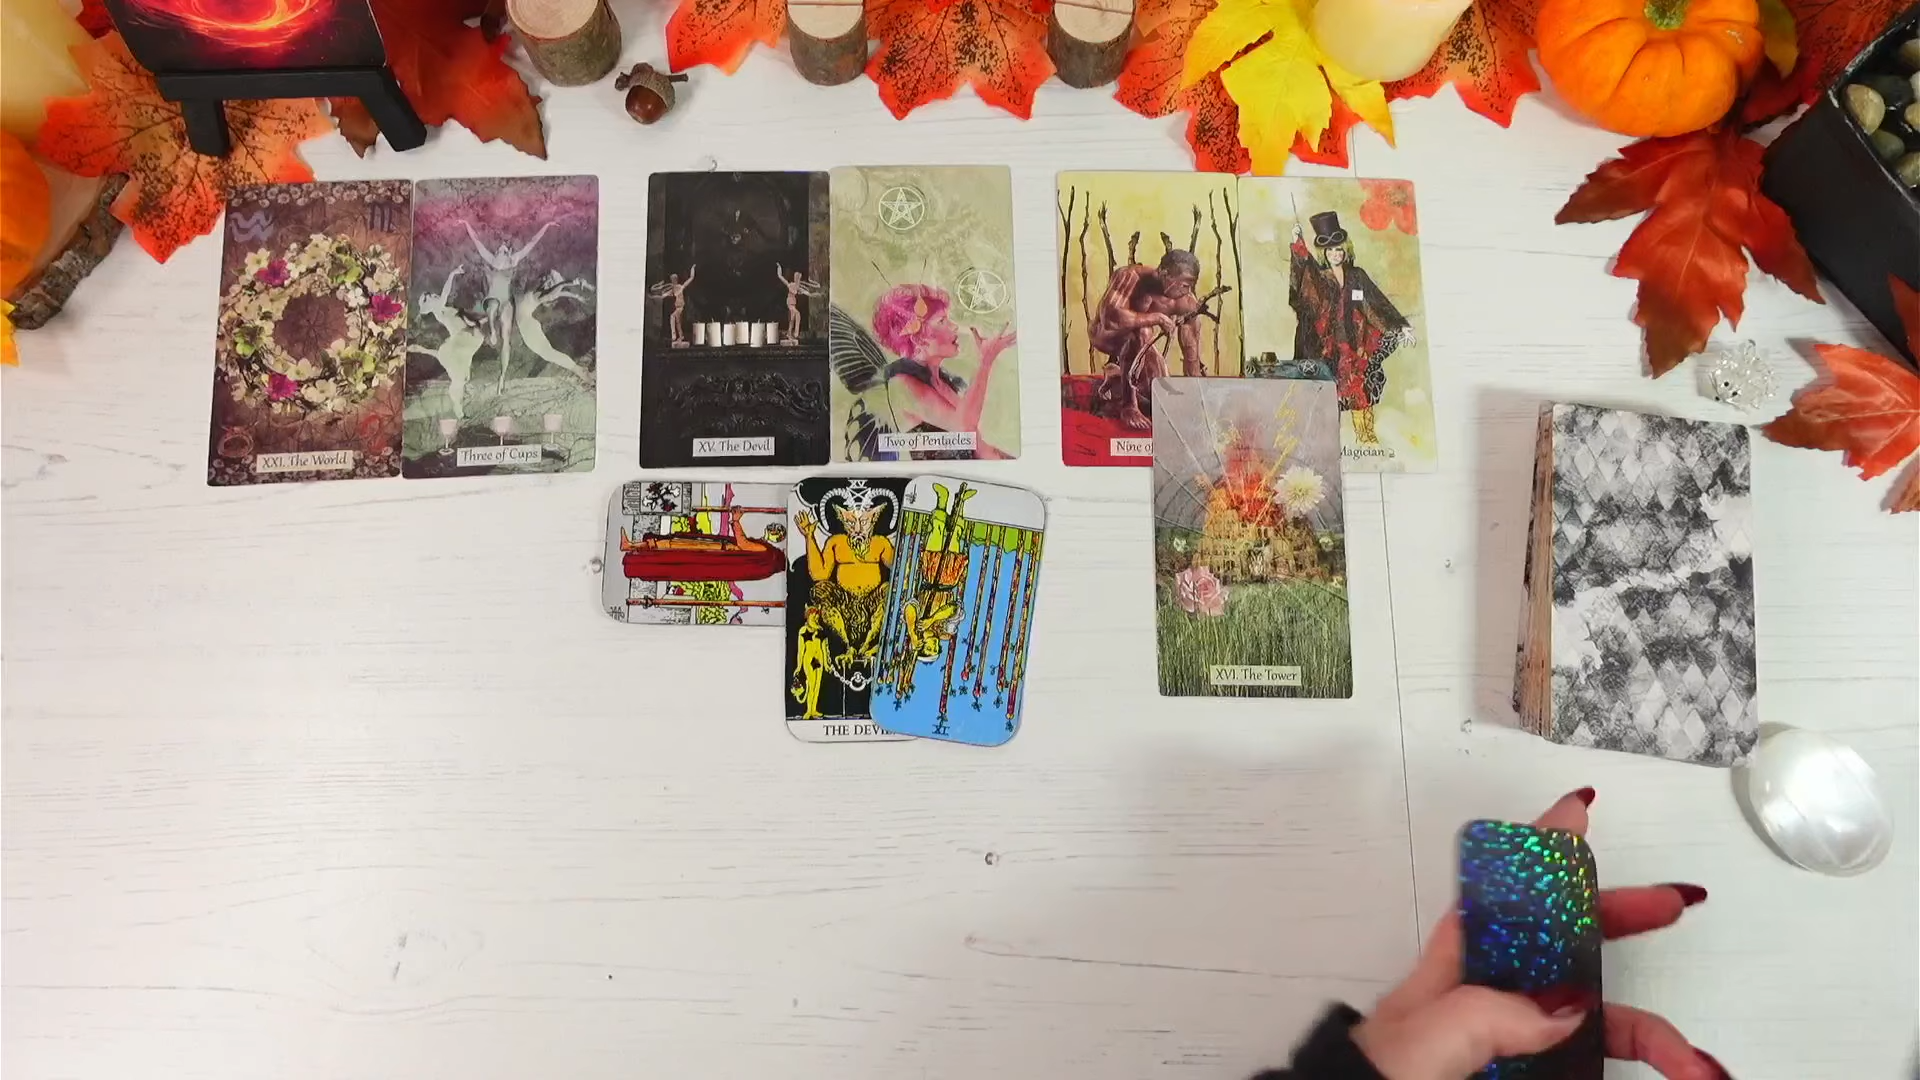 XXI. The World
Three of Cups
XV. The Devil
Two of Pentacles
Nine o
Magician
XVI. The Tower
XV
THE DEVIL